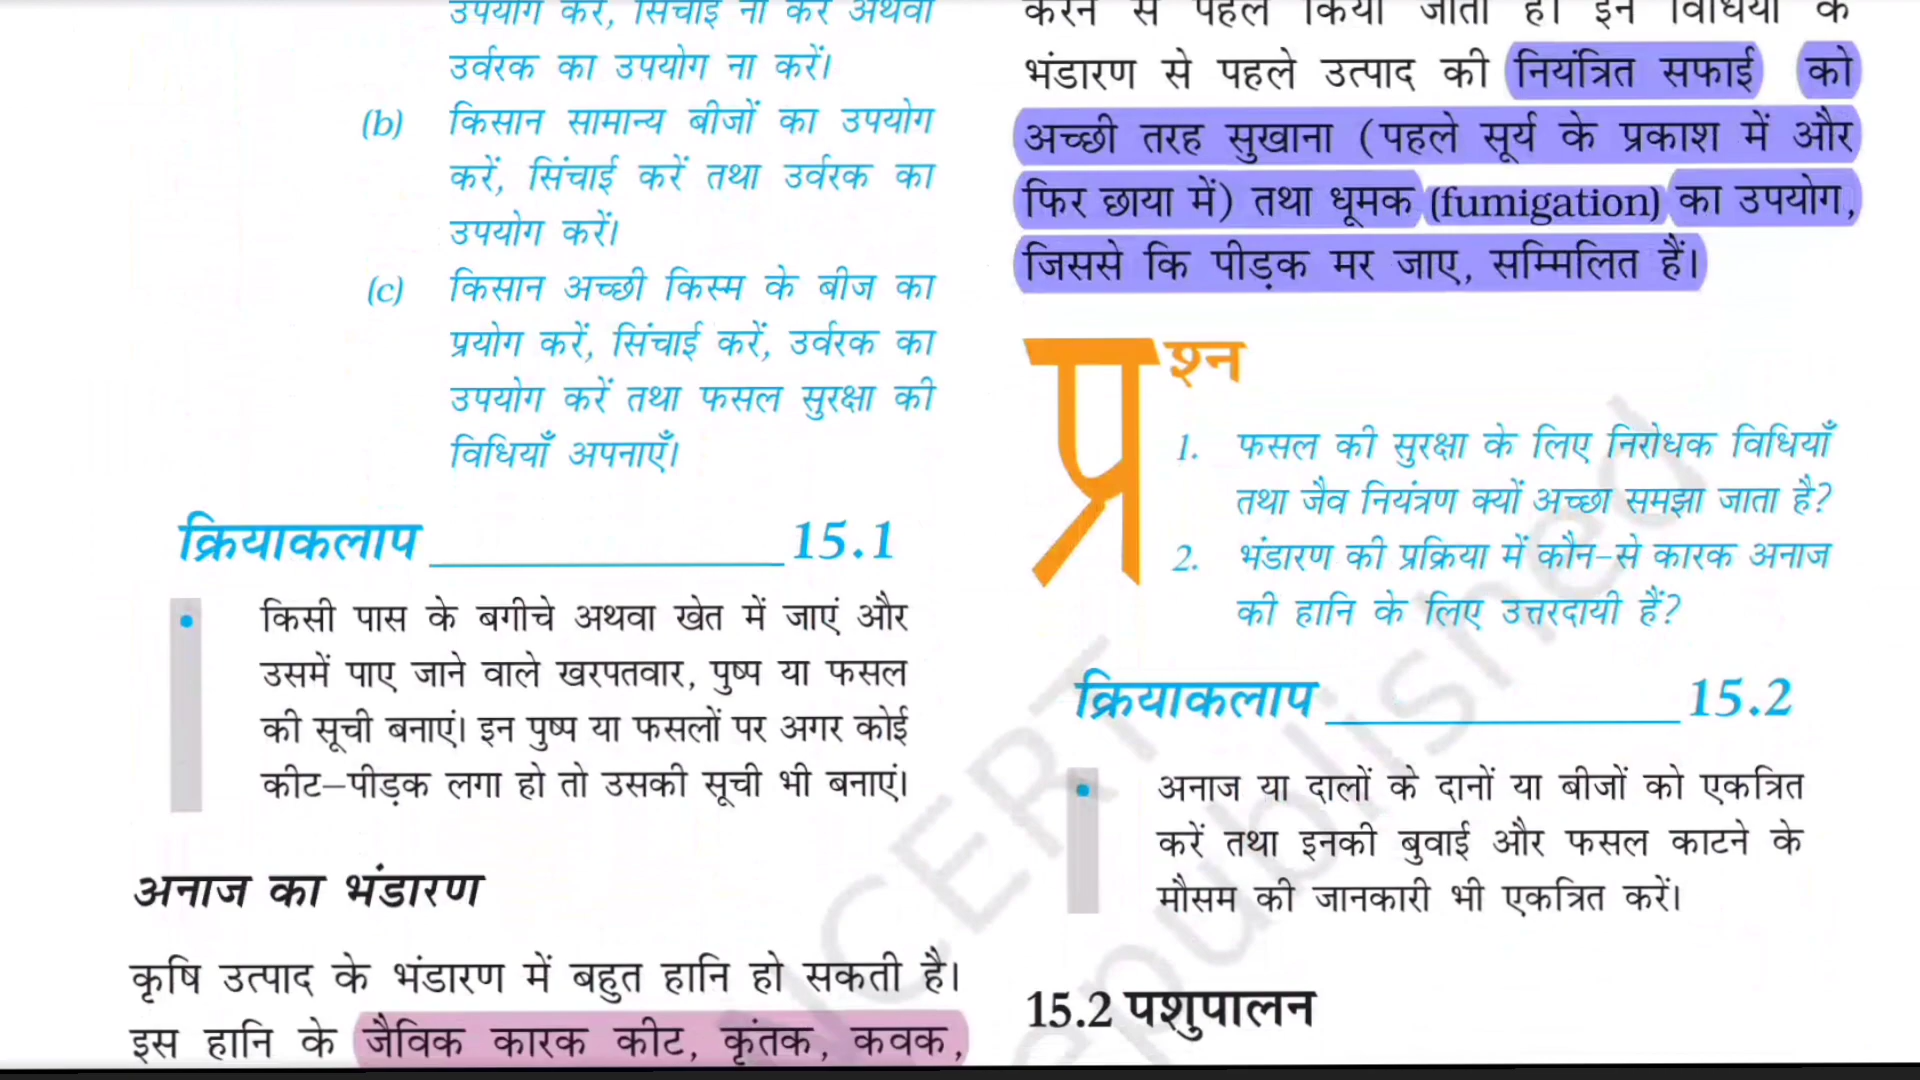 उपयोग करें, सिंचाई ना करें अथवा
उर्वरक का उपयोग ना करें।
(b) किसान सामान्य बीजों का उपयोग
करें, सिंचाई करें तथा उर्वरक का
उपयोग करें।
(c) किसान अच्छी किस्म के बीज का
प्रयोग करें, सिंचाई करें, उर्वरक का
उपयोग करें तथा फसल सुरक्षा की
विधियाँ अपनाएँ।
क्रियाकलाप 15.1
• किसी पास के बगीचे अथवा खेत में जाएं और
उसमें पाए जाने वाले खरपतवार, पुष्प या फसल
की सूची बनाएं। इन पुष्प या फसलों पर अगर कोई
कीट–पीड़क लगा हो तो उसकी सूची भी बनाएं।
अनाज का भंडारण
कृषि उत्पाद के भंडारण में बहुत हानि हो सकती है।
इस हानि के जैविक कारक कीट, कृंतक, कवक,
करने से पहले किया जाता है। इन विधियों के
भंडारण से पहले उत्पाद की नियंत्रित सफाई को
अच्छी तरह सुखाना (पहले सूर्य के प्रकाश में और
फिर छाया में) तथा धूमक (fumigation) का उपयोग,
जिससे कि पीड़क मर जाए, सम्मिलित हैं।
प्रश्न
1. फसल की सुरक्षा के लिए निरोधक विधियाँ
तथा जैव नियंत्रण क्यों अच्छा समझा जाता है?
2. भंडारण की प्रक्रिया में कौन–से कारक अनाज
की हानि के लिए उत्तरदायी हैं?
क्रियाकलाप 15.2
• अनाज या दालों के दानों या बीजों को एकत्रित
करें तथा इनकी बुवाई और फसल काटने के
मौसम की जानकारी भी एकत्रित करें।
15.2 पशुपालन
NCERT
republished